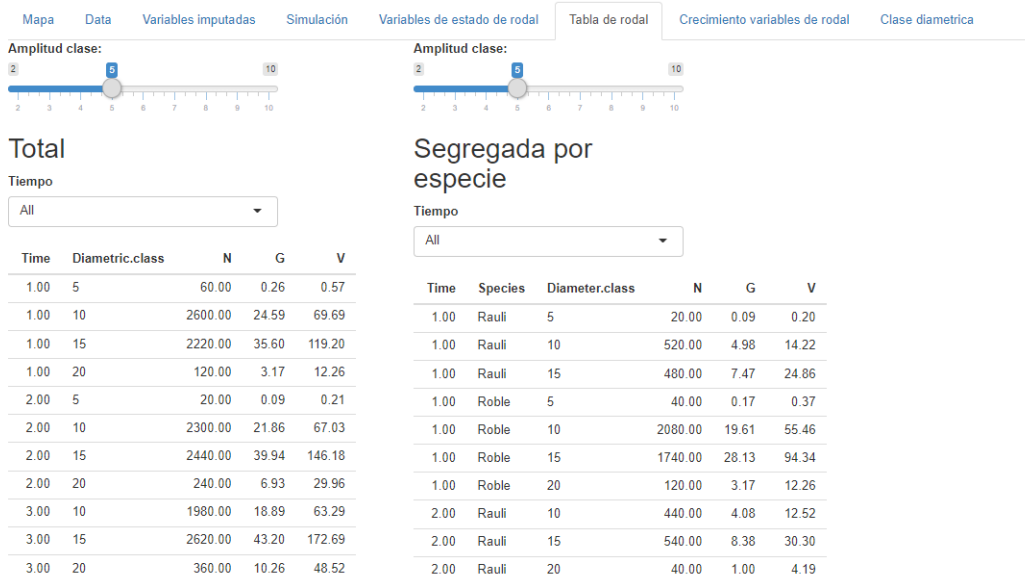 Mapa Data Variables imputadas Simulación Variables de estado de rodal Tabla de rodal Crecimiento variables de rodal Clase diametrica
Amplitud clase:
2 5 10
2 3 4 5 6 7 8 9 10
Total
Tiempo
All
Time Diametric.class N G V
1.00 5 60.00 0.26 0.57
1.00 10 2600.00 24.59 69.69
1.00 15 2220.00 35.60 119.20
1.00 20 120.00 3.17 12.26
2.00 5 20.00 0.09 0.21
2.00 10 2300.00 21.86 67.03
2.00 15 2440.00 39.94 146.18
2.00 20 240.00 6.93 29.96
3.00 10 1980.00 18.89 63.29
3.00 15 2620.00 43.20 172.69
3.00 20 360.00 10.26 48.52
Amplitud clase:
2 5 10
2 3 4 5 6 7 8 9 10
Segregada por
especie
Tiempo
All
Time Species Diameter.class N G V
1.00 Rauli 5 20.00 0.09 0.20
1.00 Rauli 10 520.00 4.98 14.22
1.00 Rauli 15 480.00 7.47 24.86
1.00 Roble 5 40.00 0.17 0.37
1.00 Roble 10 2080.00 19.61 55.46
1.00 Roble 15 1740.00 28.13 94.34
1.00 Roble 20 120.00 3.17 12.26
2.00 Rauli 10 440.00 4.08 12.52
2.00 Rauli 15 540.00 8.38 30.30
2.00 Rauli 20 40.00 1.00 4.19